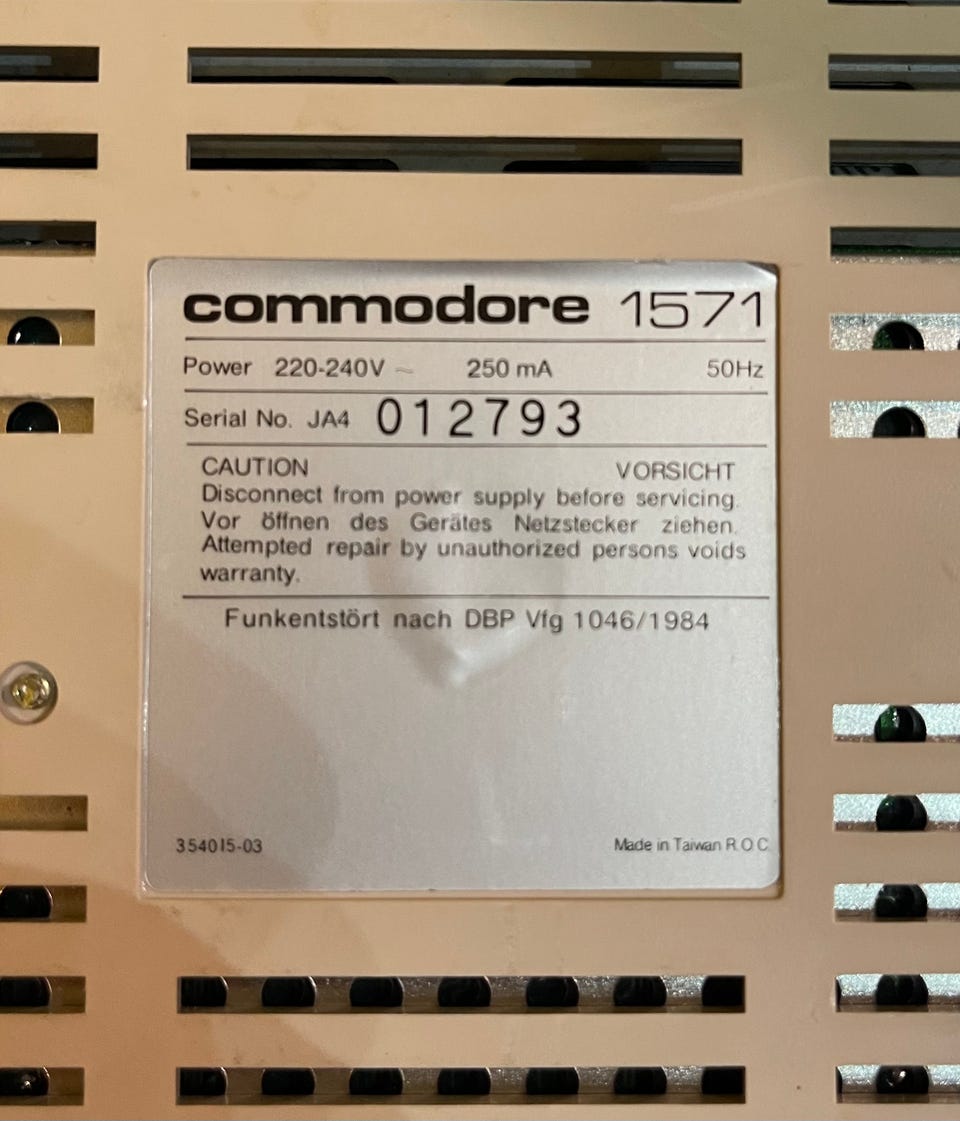 commodore 1571
Power 220-240V ~ 250 mA 50Hz
Serial No. JA4 012793
CAUTION VORSICHT
Disconnect from power supply before servicing.
Vor öffnen des Gerätes Netzstecker ziehen.
Attempted repair by unauthorized persons voids
warranty.
Funkentstört nach DBP Vfg 1046/1984
354015-03 Made in Taiwan R.O.C